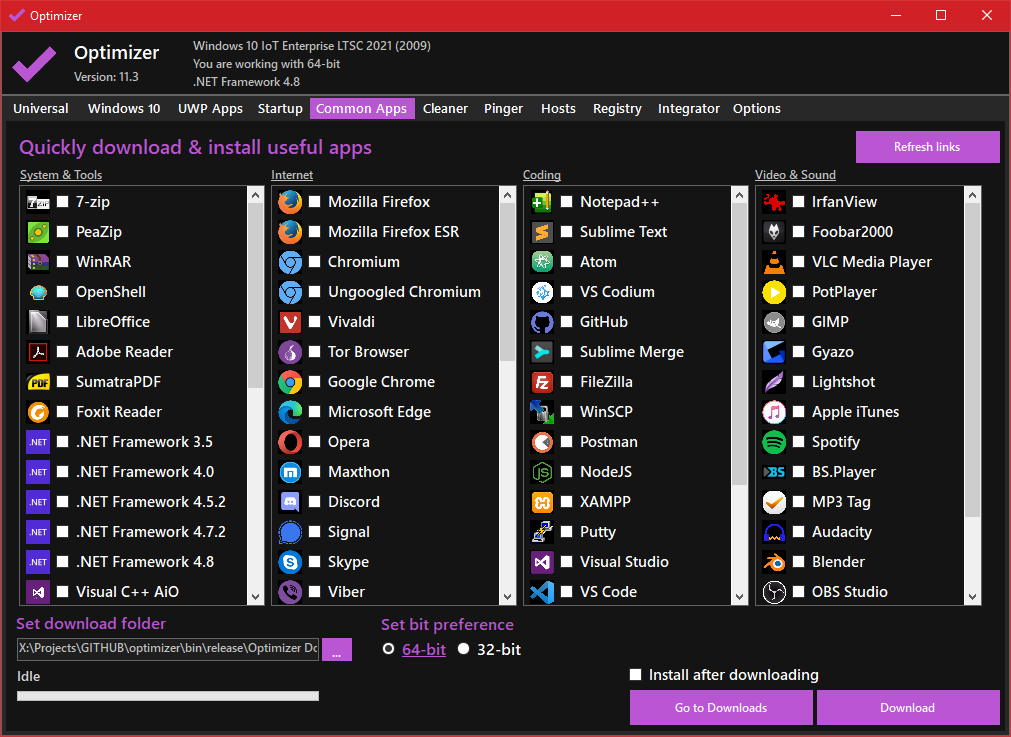 Optimizer
Optimizer
Version: 11.3
Windows 10 IoT Enterprise LTSC 2021 (2009)
You are working with 64-bit
.NET Framework 4.8
Universal Windows 10 UWP Apps Startup Common Apps Cleaner Pinger Hosts Registry Integrator Options
Quickly download & install useful apps
Refresh links
System & Tools
7-zip
PeaZip
WinRAR
OpenShell
LibreOffice
Adobe Reader
PDF SumatraPDF
Foxit Reader
.NET .NET Framework 3.5
.NET .NET Framework 4.0
.NET .NET Framework 4.5.2
.NET .NET Framework 4.7.2
.NET .NET Framework 4.8
Visual C++ AiO
Internet
Mozilla Firefox
Mozilla Firefox ESR
Chromium
Ungoogled Chromium
Vivaldi
Tor Browser
Google Chrome
Microsoft Edge
Opera
Maxthon
Discord
Signal
Skype
Viber
Coding
Notepad++
Sublime Text
Atom
VS Codium
GitHub
Sublime Merge
Fz FileZilla
WinSCP
Postman
NodeJS
XAMPP
Putty
Visual Studio
VS Code
Video & Sound
IrfanView
Foobar2000
VLC Media Player
PotPlayer
GIMP
Gyazo
Lightshot
Apple iTunes
Spotify
BS BS.Player
MP3 Tag
Audacity
Blender
OBS Studio
Set download folder
X:\Projects\GITHUB\optimizer\bin\release\Optimizer Do
...
Idle
Set bit preference
64-bit 32-bit
Install after downloading
Go to Downloads
Download